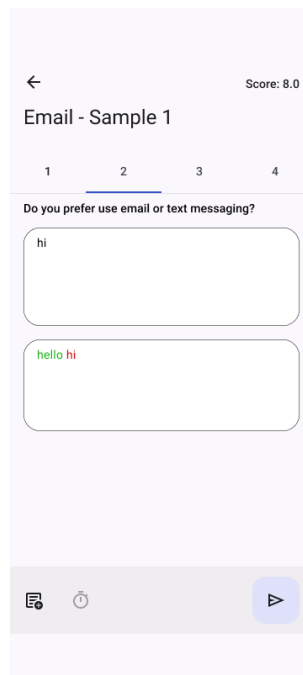 Score: 8.0
Email - Sample 1
1 2 3 4
Do you prefer use email or text messaging?
hi
hello hi